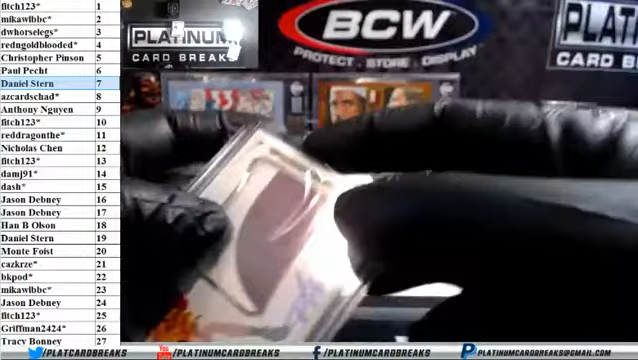 fitch123* 1
mikawlbbc* 2
dwhorselegs* 3
redngoldblooded* 4
Christopher Pinson 5
Paul Pecht 6
Daniel Stern 7
azcardschad* 8
Anthony Nguyen 9
fitch123* 10
reddragonthe* 11
Nicholas Chen 12
fitch123* 13
damj91* 14
dash* 15
Jason Debney 16
Jason Debney 17
Han B Olson 18
Daniel Stern 19
Monte Foist 20
cazkrze* 21
bkpod* 22
mikawlbbc* 23
Jason Debney 24
fitch123* 25
Griffman2424* 26
Tracy Bonney 27
PLATINUM
CARD BREAKS
BCW
PROTECT . STORE . DISPLAY
PLATINUM
CARD BREAKS
/PLATCARDBREAKS
You Tube /PLATINUMCARDBREAKS
f /PLATINUMCARDBREAKS
P PLATINUMCARDBREAKS@GMAIL.COM